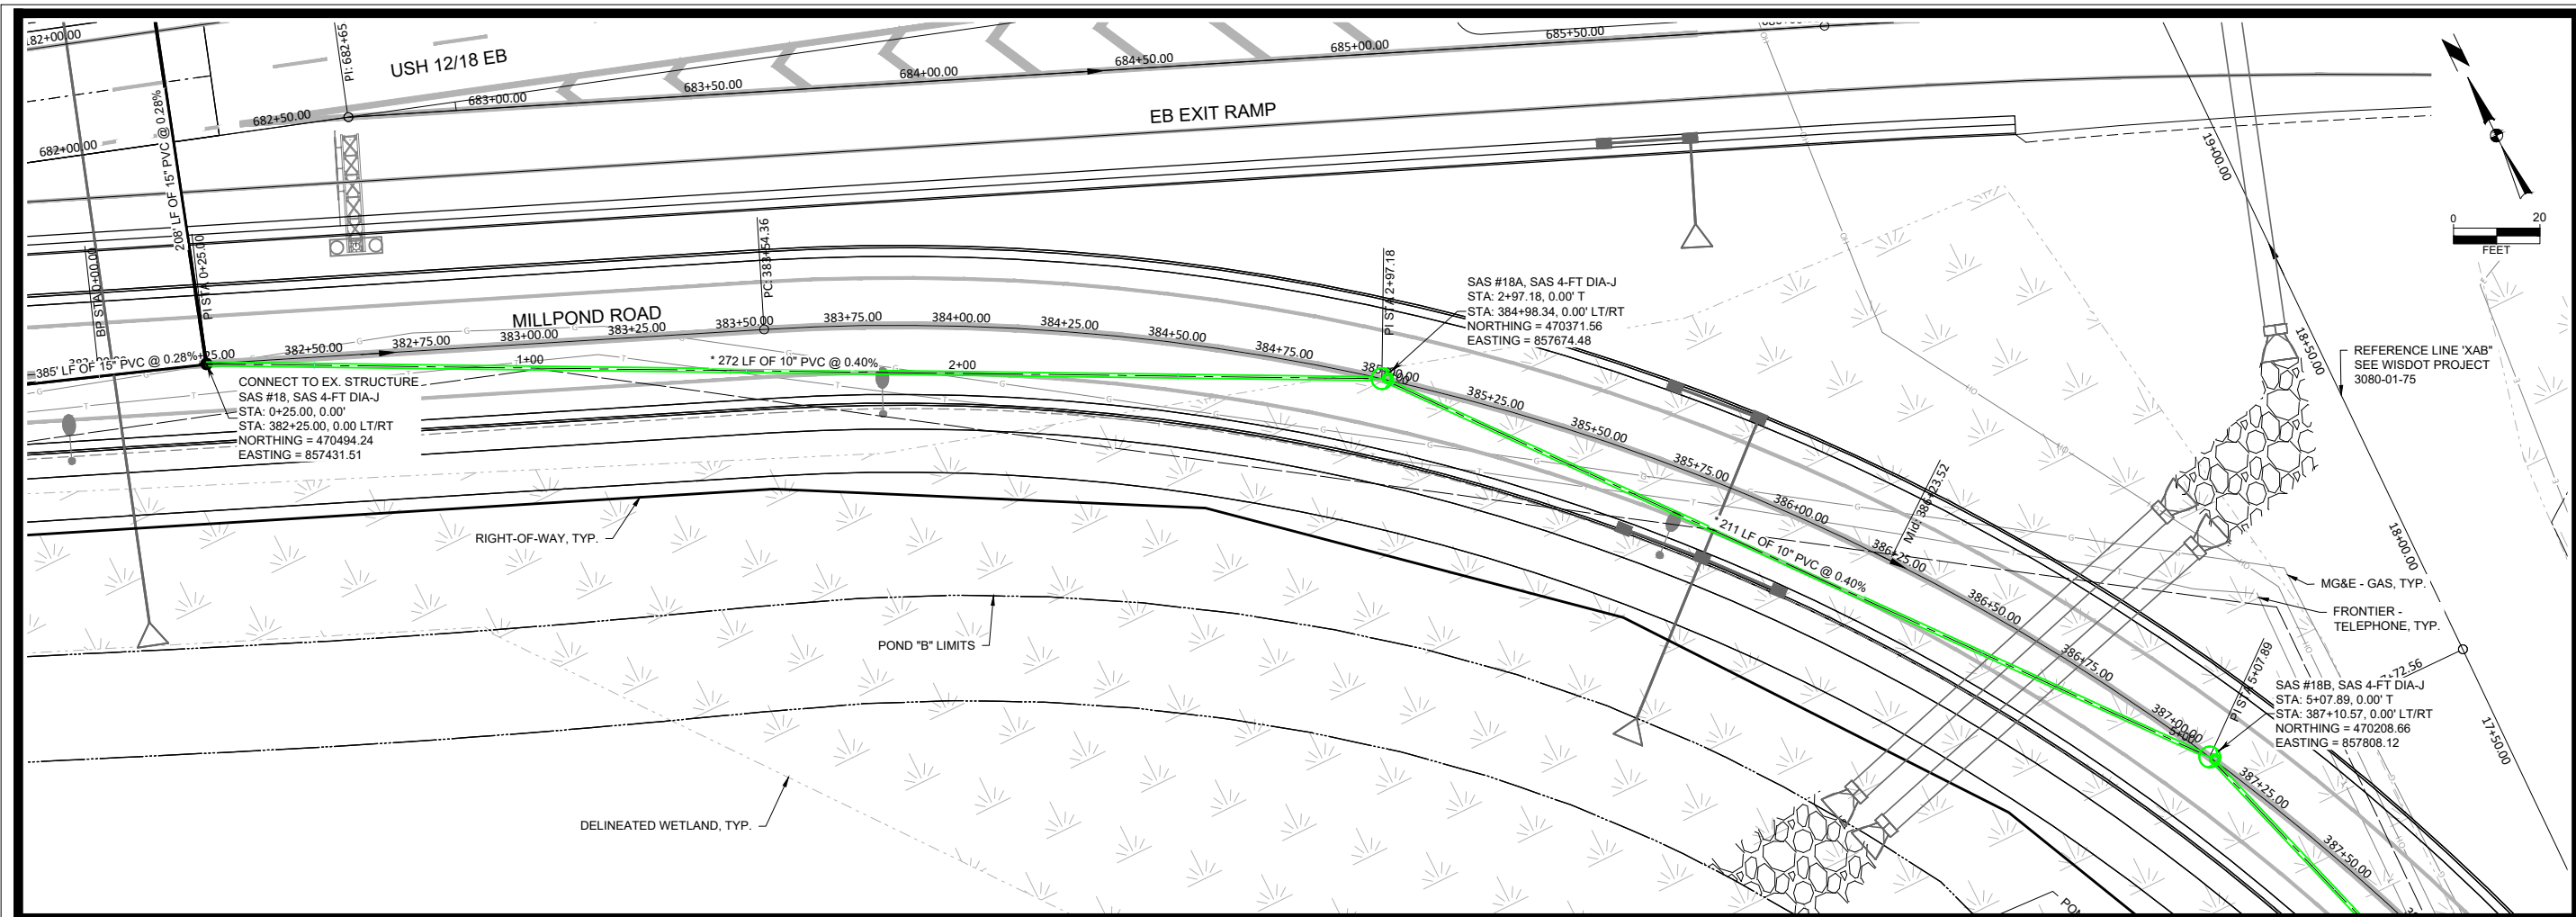 182+00.00
PI: 682+65
USH 12/18 EB
682+00.00
682+50.00
683+00.00
683+50.00
684+00.00
684+50.00
685+00.00
685+50.00
EB EXIT RAMP
208' LF OF 15" PVC @ 0.28%
BP STA 0+00.00
PI STA 0+25.00
PC: 383+54.36
PI STA 2+97.18
19+00.00
0 20
FEET
SAS #18A, SAS 4-FT DIA-J
STA: 2+97.18, 0.00' T
STA: 384+98.34, 0.00' LT/RT
NORTHING = 470371.56
EASTING = 857674.48
MILLPOND ROAD
385' LF OF 15" PVC @ 0.28%
382+50.00
382+75.00
383+00.00
383+25.00
383+50.00
383+75.00
384+00.00
384+25.00
384+50.00
384+75.00
1+00
* 272 LF OF 10" PVC @ 0.40%
2+00
CONNECT TO EX. STRUCTURE
SAS #18, SAS 4-FT DIA-J
STA: 0+25.00, 0.00'
STA: 382+25.00, 0.00 LT/RT
NORTHING = 470494.24
EASTING = 857431.51
18+50.00
REFERENCE LINE 'XAB"
SEE WISDOT PROJECT
3080-01-75
385+25.00
385+50.00
385+75.00
386+00.00
Mid: 386+23.52
386+25.00
386+50.00
386+75.00
387+00.00
5+00
387+25.00
387+50.00
* 211 LF OF 10" PVC @ 0.40%
RIGHT-OF-WAY, TYP.
POND "B" LIMITS
DELINEATED WETLAND, TYP.
18+00.00
MG&E - GAS, TYP.
FRONTIER -
TELEPHONE, TYP.
PI STA 5+07.89
SAS #18B, SAS 4-FT DIA-J
STA: 5+07.89, 0.00' T
STA: 387+10.57, 0.00' LT/RT
NORTHING = 470208.66
EASTING = 857808.12
17+50.00